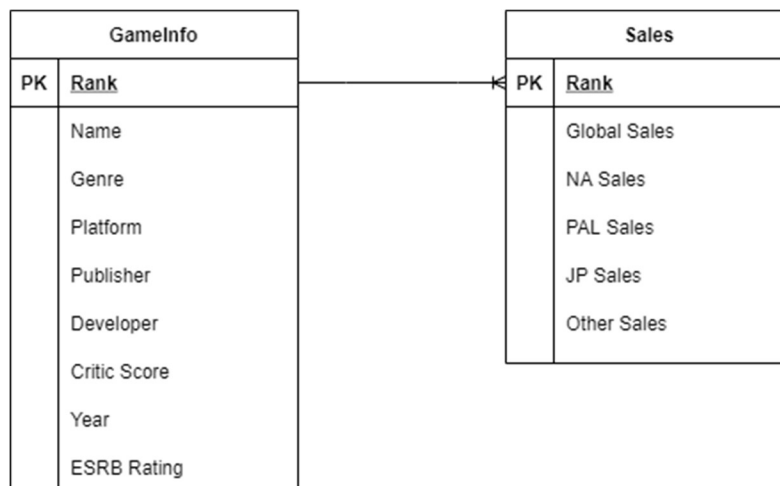 GameInfo
PK Rank
Name
Genre
Platform
Publisher
Developer
Critic Score
Year
ESRB Rating
Sales
PK Rank
Global Sales
NA Sales
PAL Sales
JP Sales
Other Sales